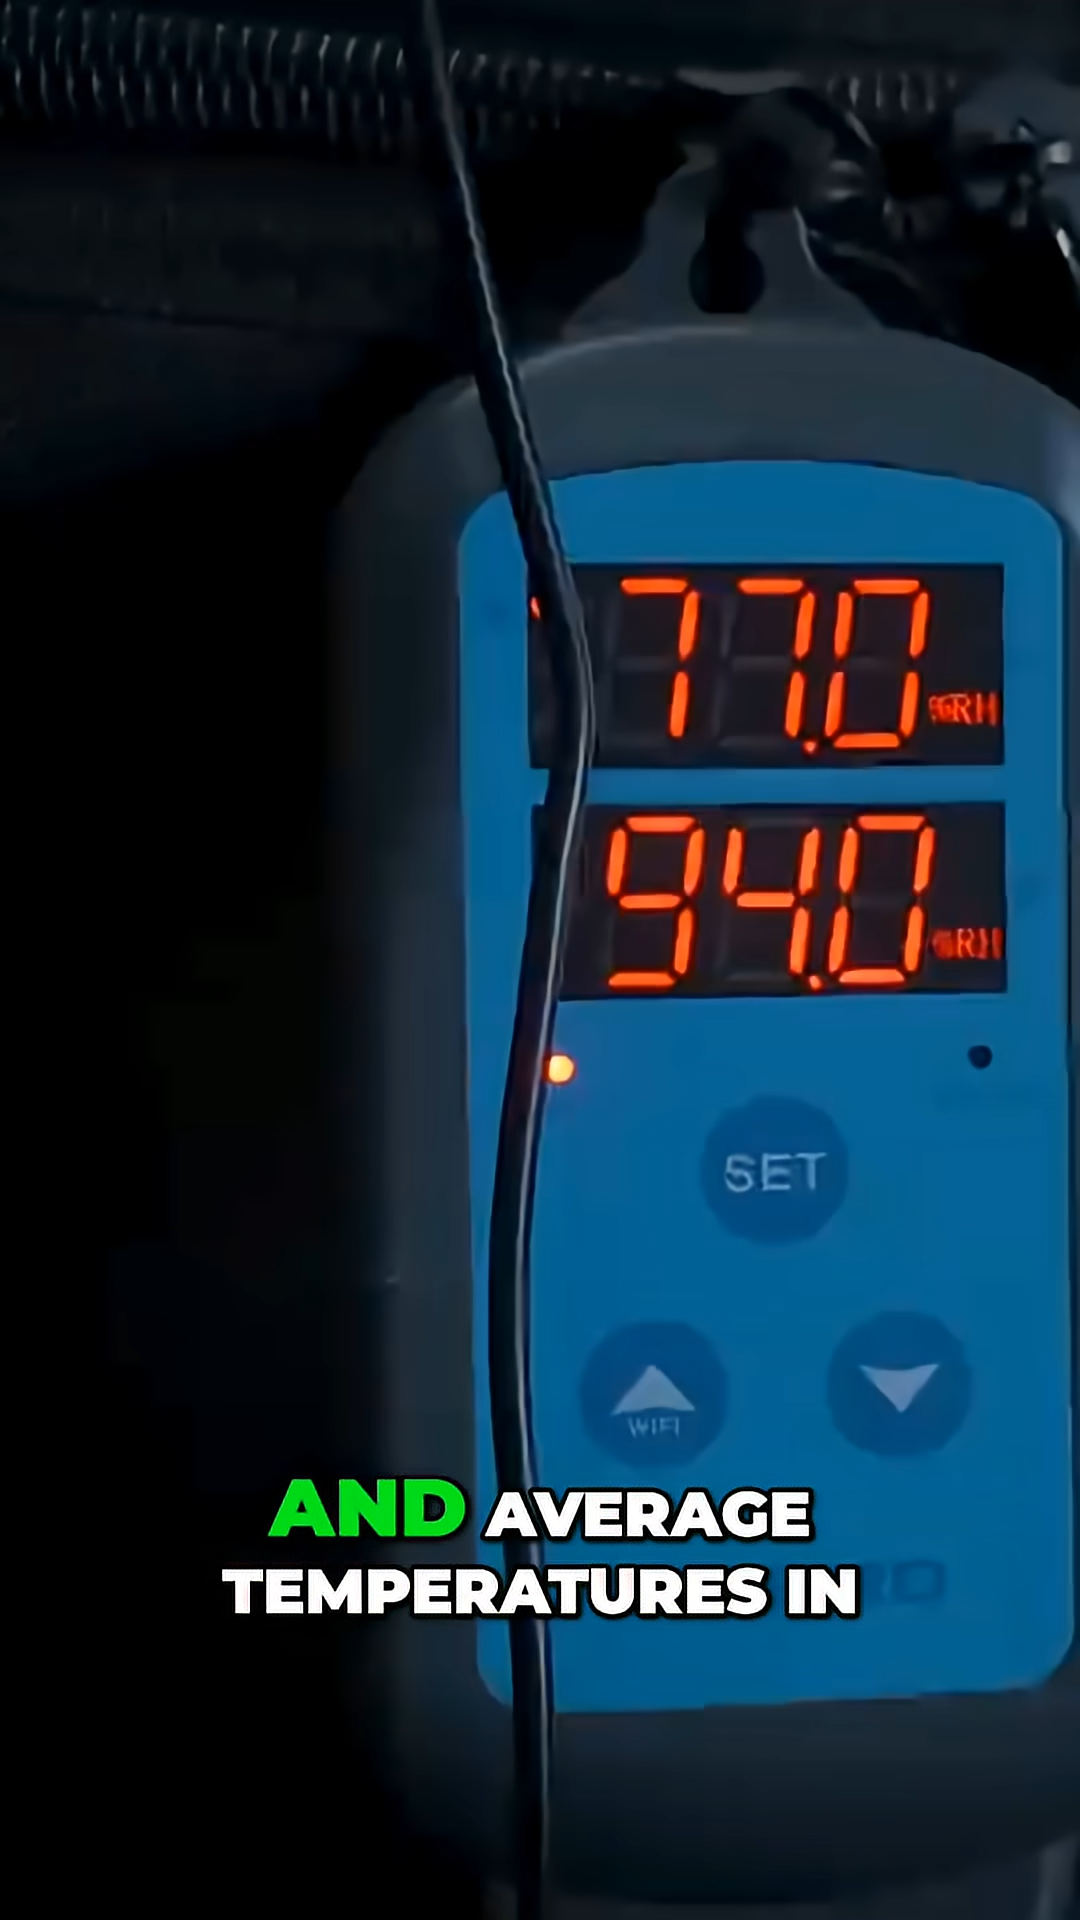 77.0
%RH
94.0
%RH
SET
WIFI
AND AVERAGE
TEMPERATURES IN